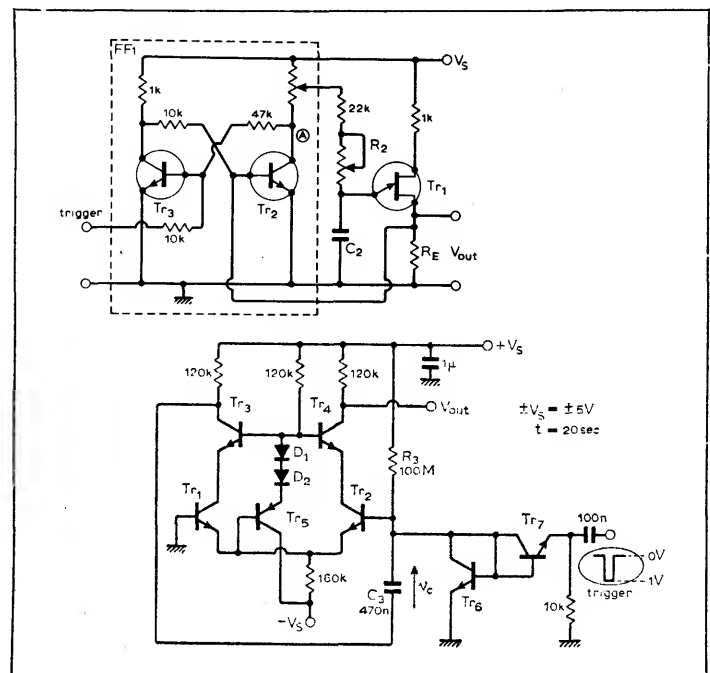 FF1
VS
1k
10k
47k
A
22k
1k
R2
Tr3
Tr2
Tr1
trigger
10k
C2
RE
Vout
+VS
120k
120k
120k
1μ
Tr3
Tr4
Vout
±VS = ±5V
t = 20sec
D1
R3
100M
D2
Tr1
Tr5
Tr2
Tr7
100n
0V
1V
trigger
160k
C3
470n
vc
Tr6
10k
-VS